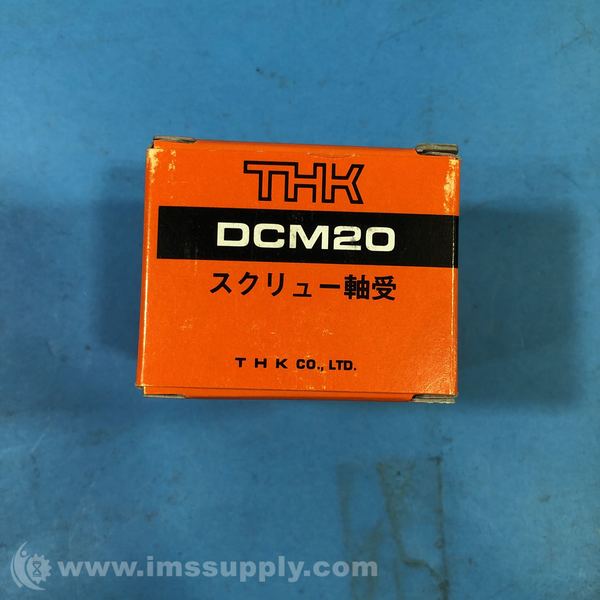 THK
DCM20
スクリュー軸受
THK CO., LTD.
www.imssupply.com